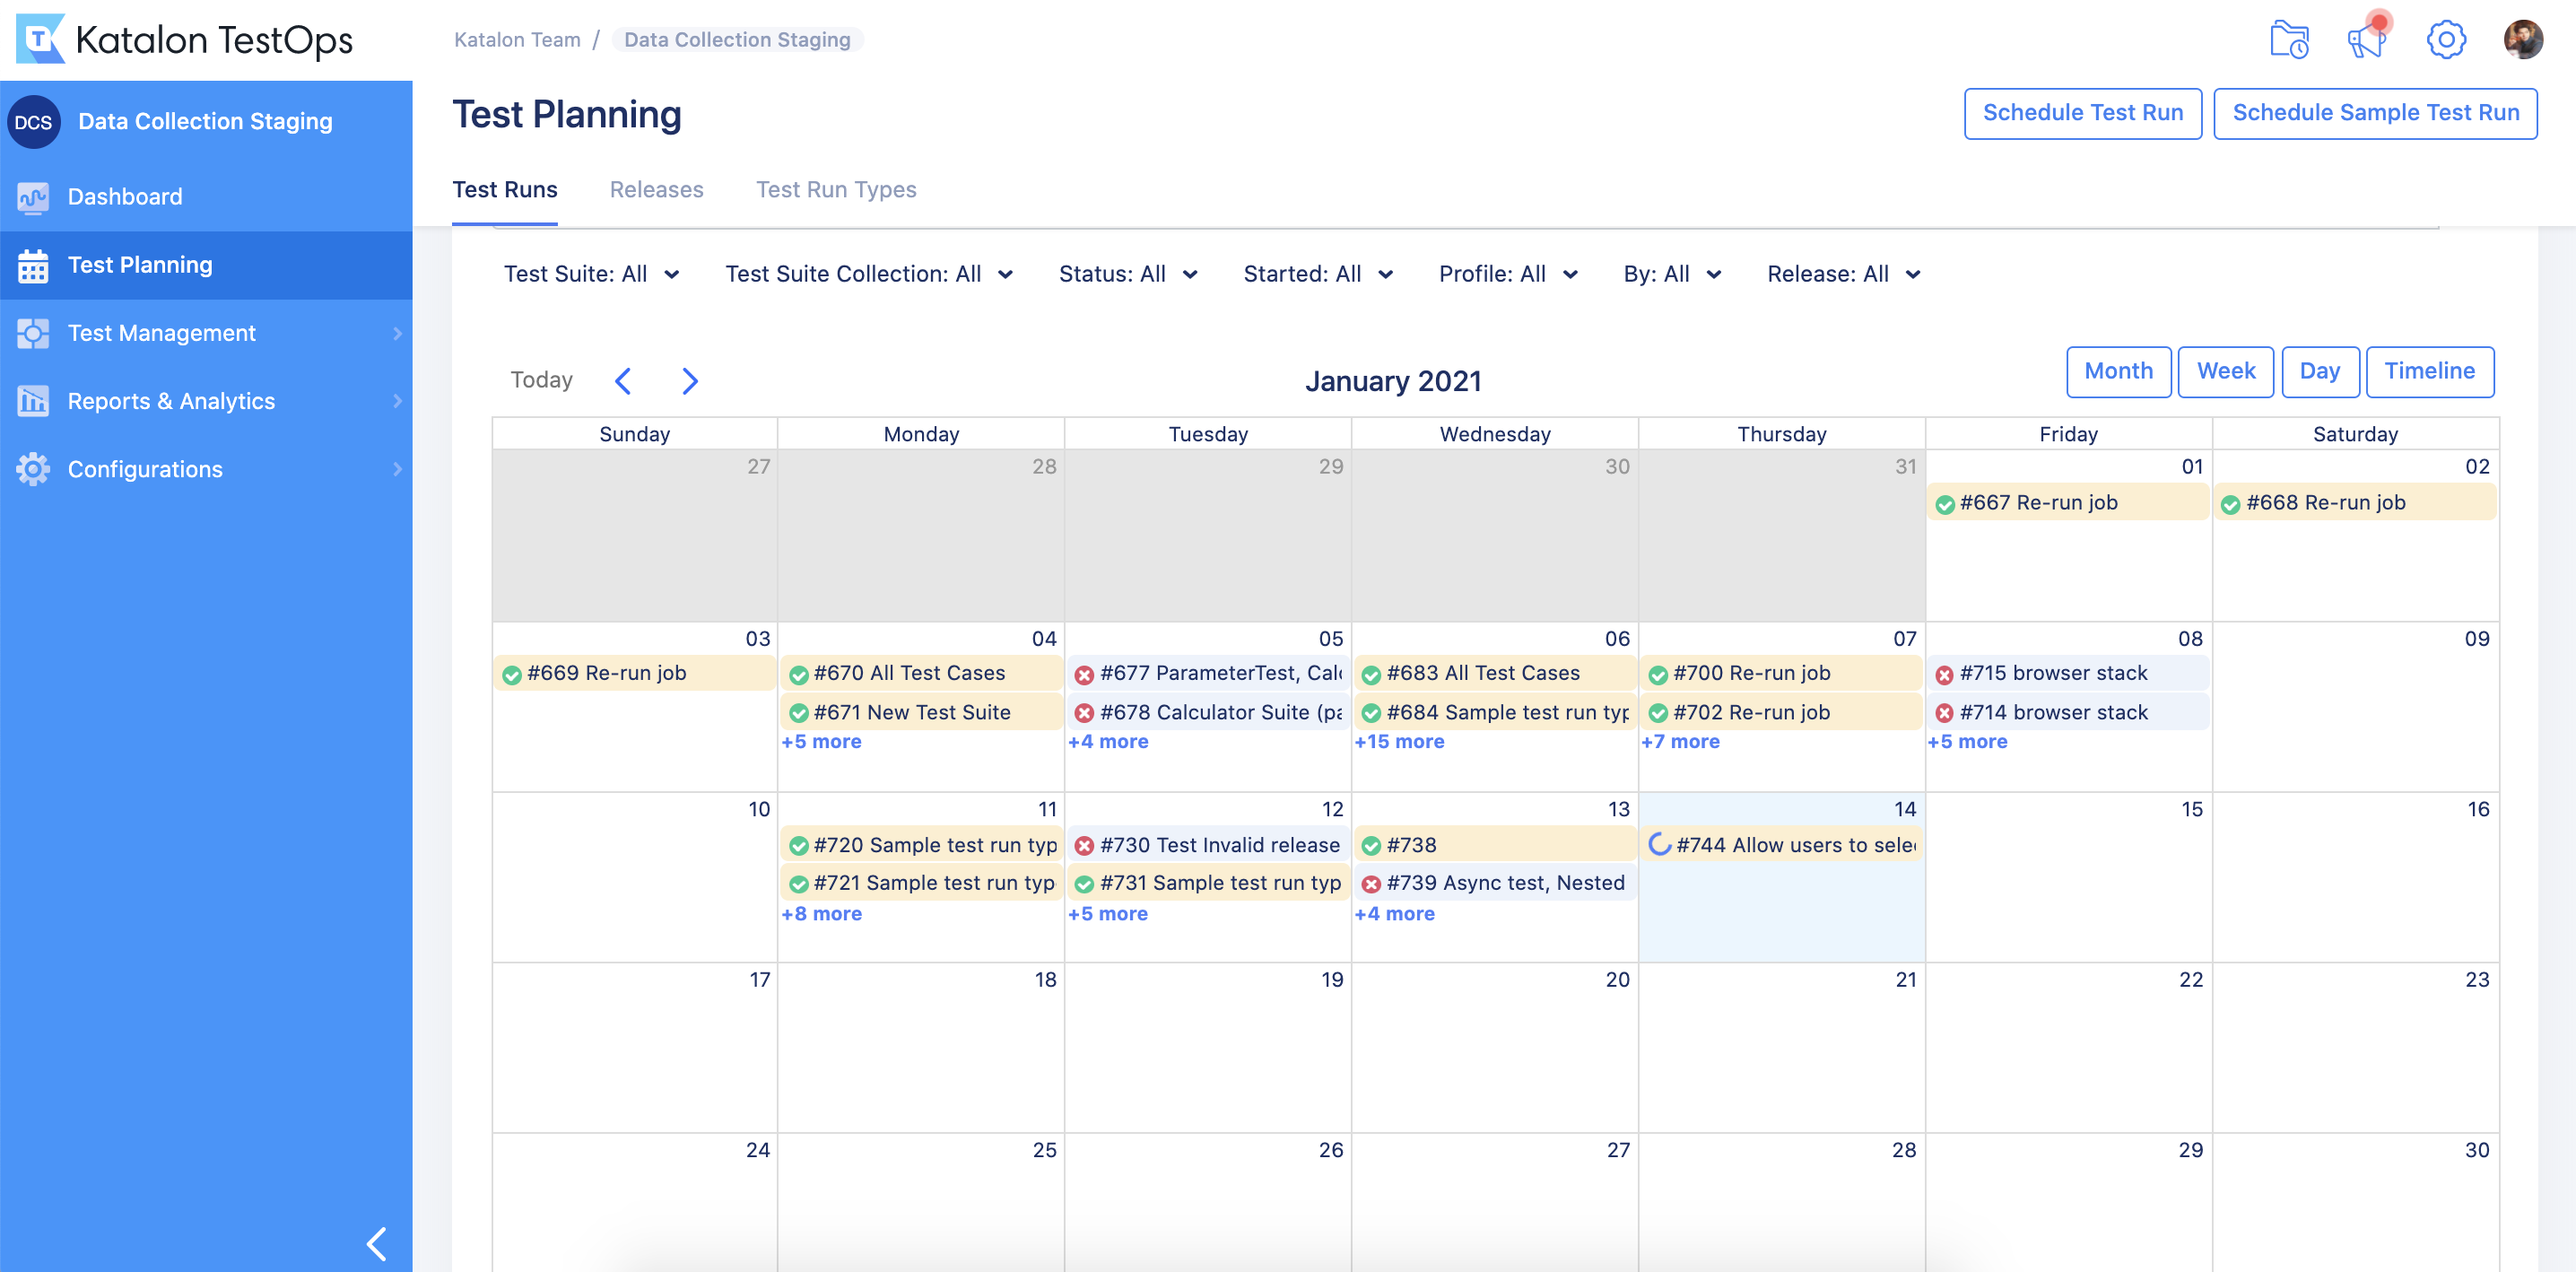 Katalon TestOps
Katalon Team / Data Collection Staging
DCS Data Collection Staging
Dashboard
Test Planning
Test Management
Reports & Analytics
Configurations
Test Planning
Schedule Test Run
Schedule Sample Test Run
Test Runs Releases Test Run Types
Test Suite: All Test Suite Collection: All Status: All Started: All Profile: All By: All Release: All
Today
January 2021
Month Week Day Timeline
Sunday Monday Tuesday Wednesday Thursday Friday Saturday
27 28 29 30 31 01 02
#667 Re-run job #668 Re-run job
03 04 05 06 07 08 09
#669 Re-run job #670 All Test Cases #677 ParameterTest, Calc #683 All Test Cases #700 Re-run job #715 browser stack
#671 New Test Suite #678 Calculator Suite (pa #684 Sample test run typ #702 Re-run job #714 browser stack
+5 more +4 more +15 more +7 more +5 more
10 11 12 13 14 15 16
#720 Sample test run typ #730 Test Invalid release #738 #744 Allow users to selec
#721 Sample test run typ #731 Sample test run typ #739 Async test, Nested
+8 more +5 more +4 more
17 18 19 20 21 22 23
24 25 26 27 28 29 30